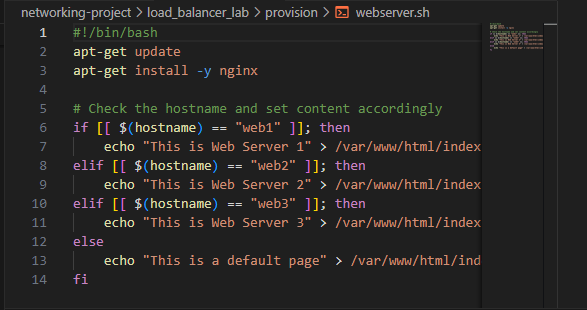 networking-project > load_balancer_lab > provision > webserver.sh
1 #!/bin/bash
2 apt-get update
3 apt-get install -y nginx
4
5 # Check the hostname and set content accordingly
6 if [[ $(hostname) == "web1" ]]; then
7 echo "This is Web Server 1" > /var/www/html/index
8 elif [[ $(hostname) == "web2" ]]; then
9 echo "This is Web Server 2" > /var/www/html/index
10 elif [[ $(hostname) == "web3" ]]; then
11 echo "This is Web Server 3" > /var/www/html/index
12 else
13 echo "This is a default page" > /var/www/html/ind
14 fi